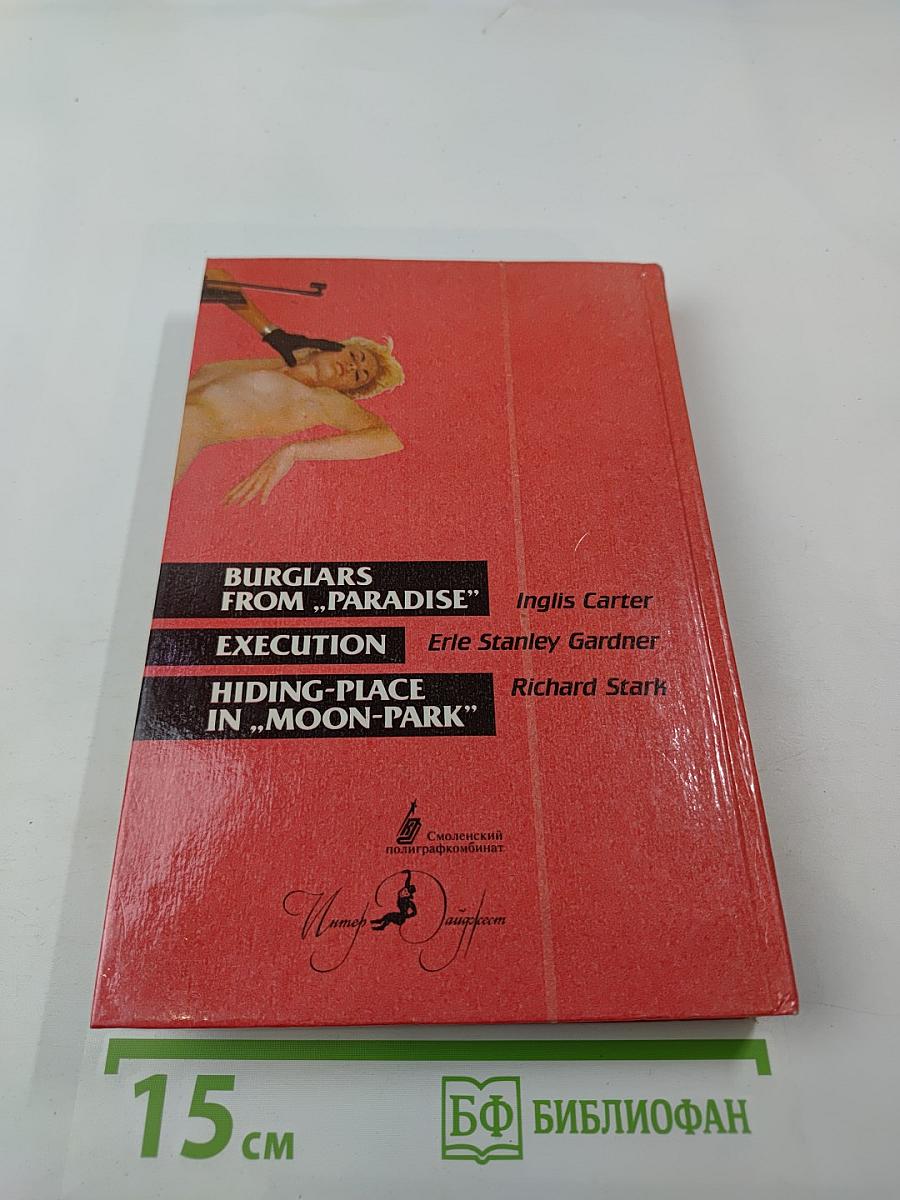 BURGLARS
FROM „PARADISE”
Inglis Carter
EXECUTION
Erle Stanley Gardner
HIDING-PLACE
IN „MOON-PARK”
Richard Stark
Смоленский
полиграфкомбинат
Интер Дайджест
15 см
БФ БИБЛИОФАН